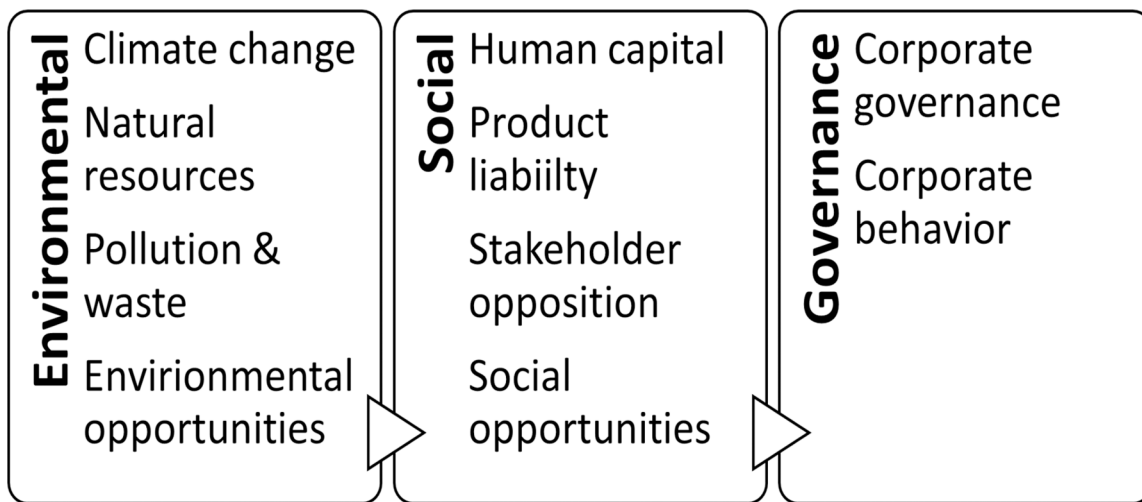 Environmental
Climate change
Natural
resources
Pollution &
waste
Envirionmental
opportunities
Social
Human capital
Product
liabiilty
Stakeholder
opposition
Social
opportunities
Governance
Corporate
governance
Corporate
behavior